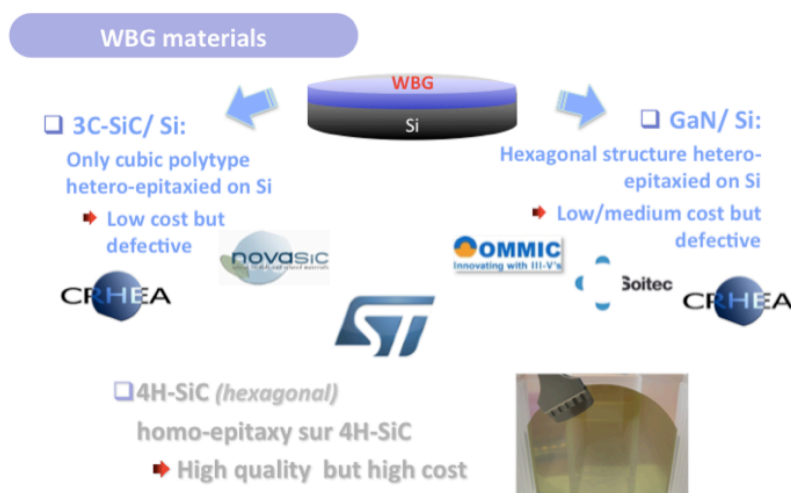 WBG materials
WBG
Si
❑ 3C-SiC/ Si:
Only cubic polytype
hetero-epitaxied on Si
Low cost but
defective
novasic
CRHEA
❑ GaN/ Si:
Hexagonal structure hetero-
epitaxied on Si
Low/medium cost but
defective
OMMIC
Innovating with III-V's
Soitec
CRHEA
ST
❑4H-SiC (hexagonal)
homo-epitaxy sur 4H-SiC
High quality but high cost